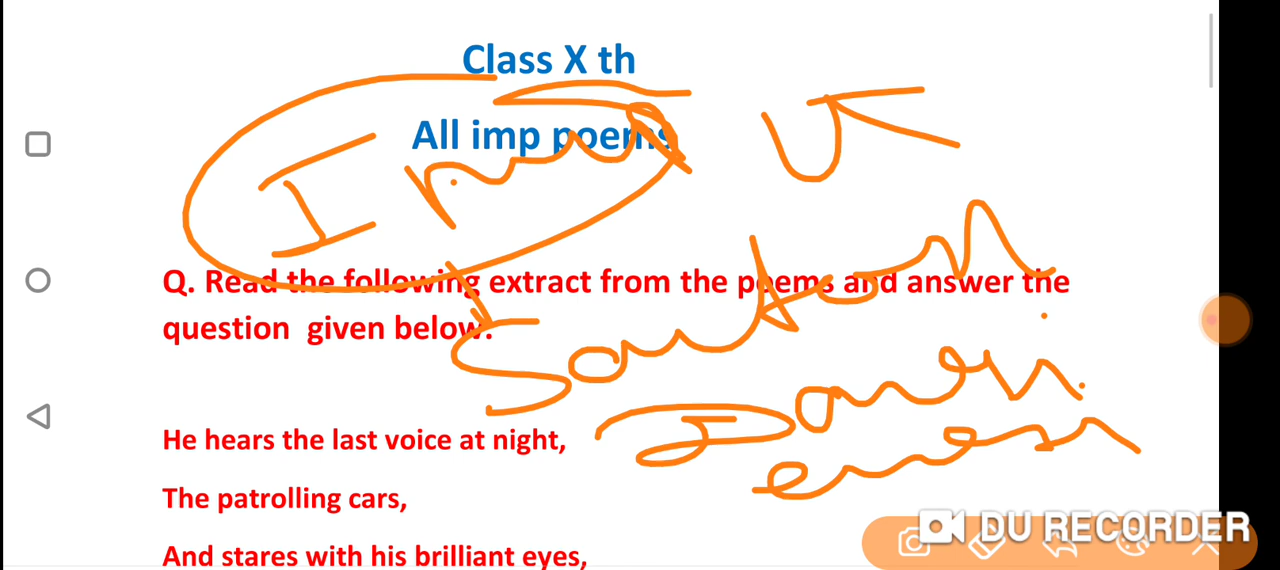 Class X th
All imp poems
Q. Read the following extract from the poems and answer the
question given below.
He hears the last voice at night,
The patrolling cars,
And stares with his brilliant eyes,
DU RECORDER